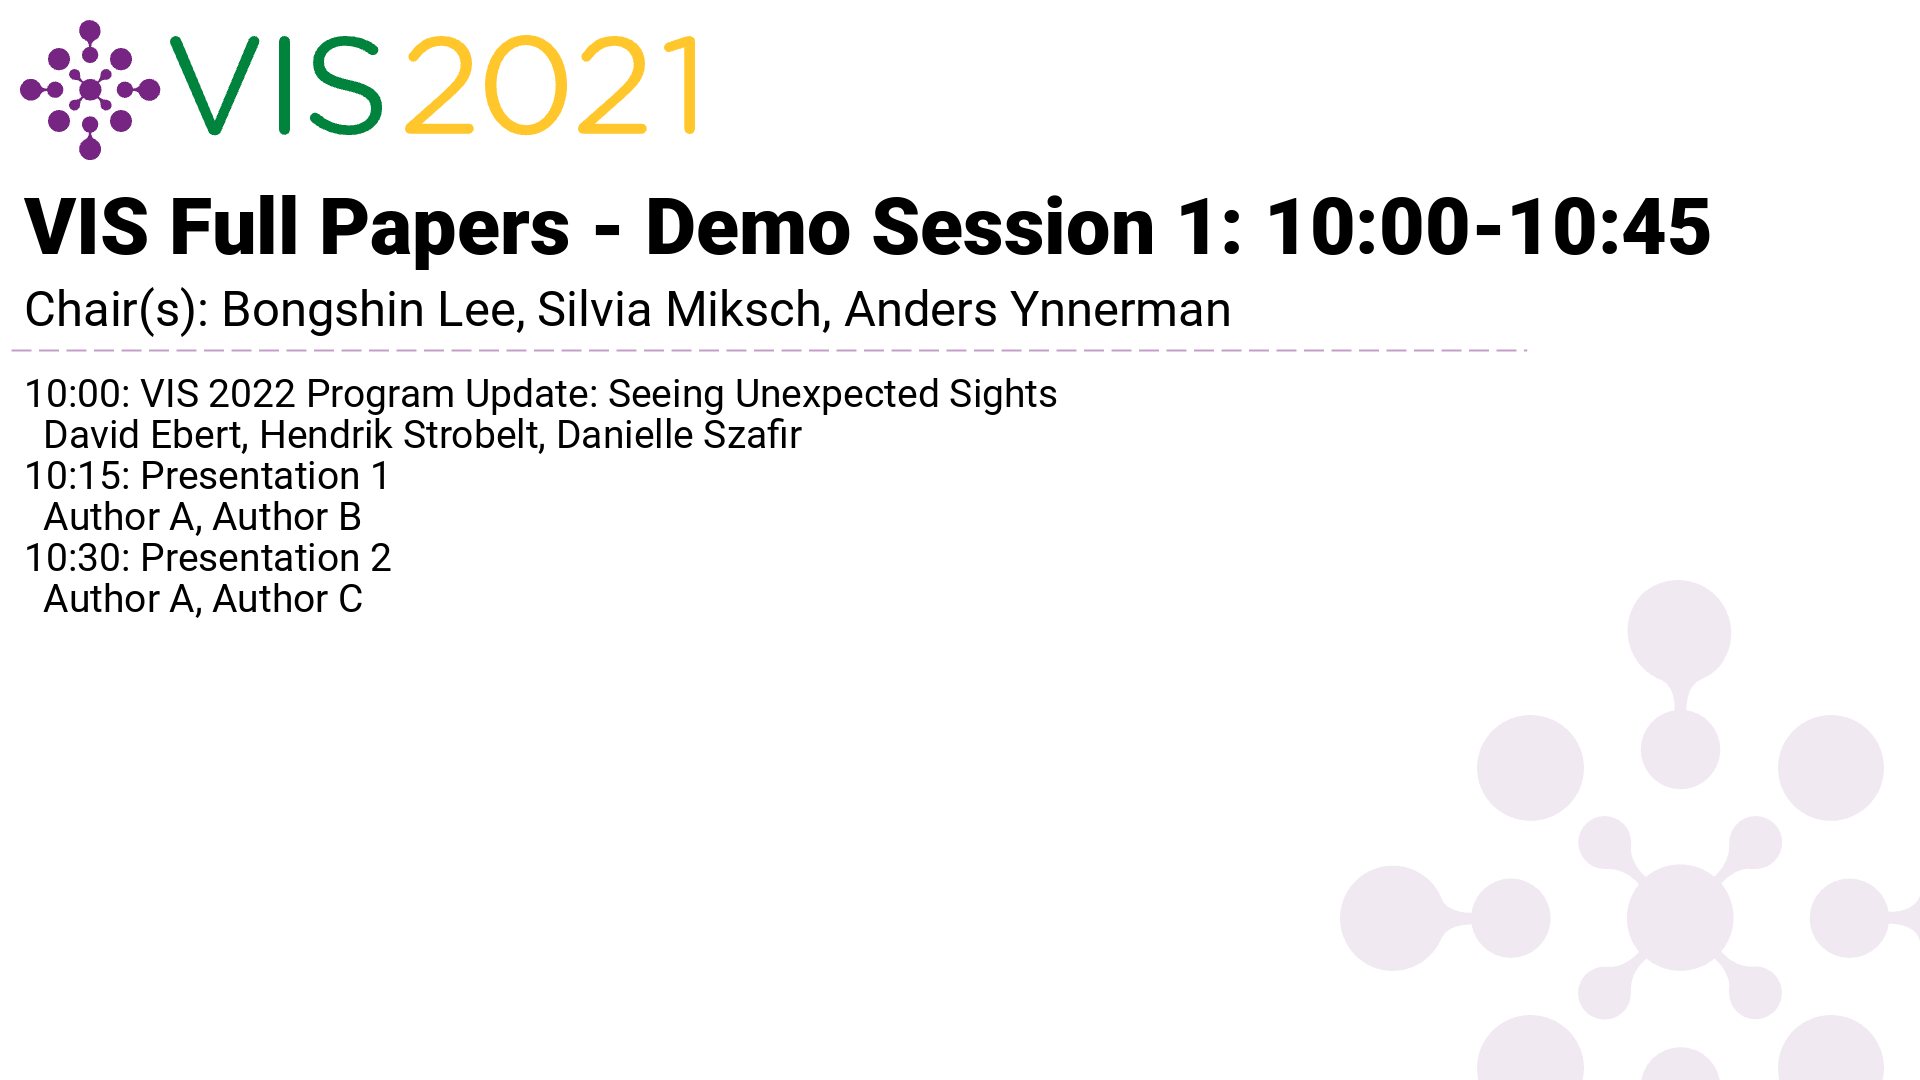 VIS2021
VIS Full Papers - Demo Session 1: 10:00-10:45
Chair(s): Bongshin Lee, Silvia Miksch, Anders Ynnerman
10:00: VIS 2022 Program Update: Seeing Unexpected Sights
David Ebert, Hendrik Strobelt, Danielle Szafir
10:15: Presentation 1
Author A, Author B
10:30: Presentation 2
Author A, Author C